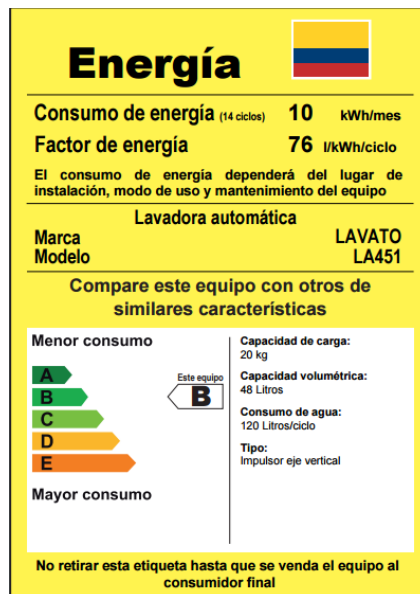 Energía
Consumo de energía (14 ciclos) 10 kWh/mes
Factor de energía 76 l/kWh/ciclo
El consumo de energía dependerá del lugar de
instalación, modo de uso y mantenimiento del equipo
Lavadora automática
Marca LAVATO
Modelo LA451
Compare este equipo con otros de
similares características
Menor consumo
A
B
C
D
E
Mayor consumo
Este equipo
B
Capacidad de carga:
20 kg
Capacidad volumétrica:
48 Litros
Consumo de agua:
120 Litros/ciclo
Tipo:
Impulsor eje vertical
No retirar esta etiqueta hasta que se venda el equipo al
consumidor final